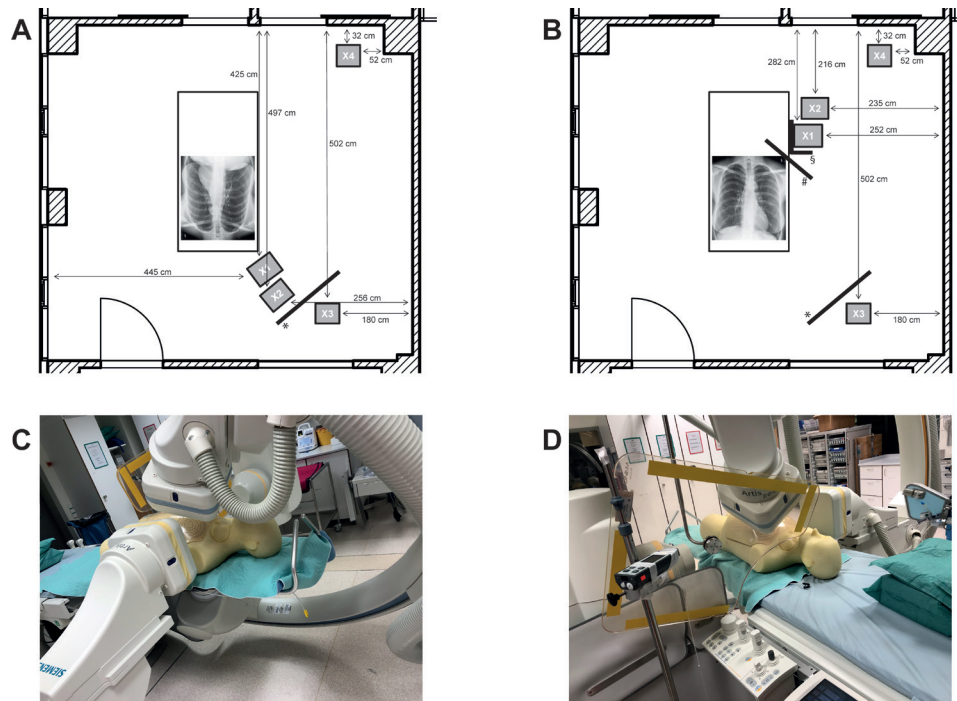 A
32 cm
X4
52 cm
425 cm
497 cm
502 cm
X1
445 cm
X2
256 cm
*
X3
180 cm
B
32 cm
X4
282 cm
216 cm
52 cm
X2
235 cm
X1
252 cm
§
#
502 cm
*
X3
180 cm
C
Artis
SIEMENS
D
Artis